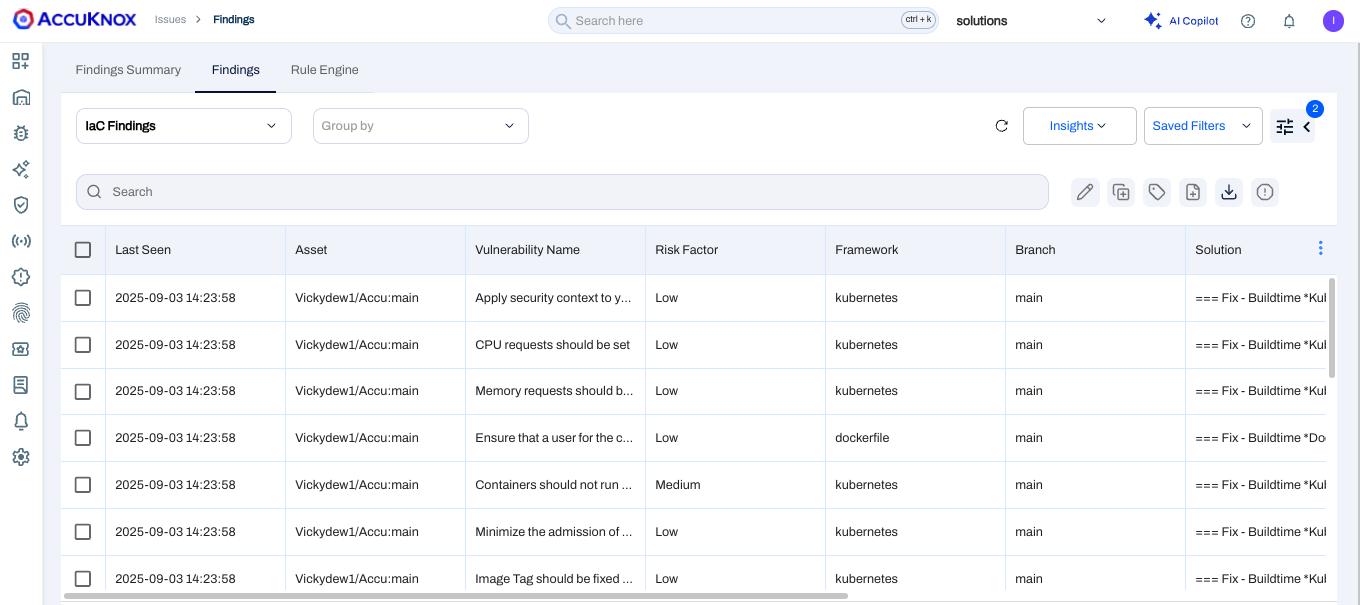 ACCUKNOX
Issues > Findings
Search here
ctrl + k
solutions
AI Copilot
I
Findings Summary
Findings
Rule Engine
IaC Findings
Group by
Insights
Saved Filters
2
Search
Last Seen Asset Vulnerability Name Risk Factor Framework Branch Solution
2025-09-03 14:23:58 Vickydew1/Accu:main Apply security context to y... Low kubernetes main === Fix - Buildtime *Kul
2025-09-03 14:23:58 Vickydew1/Accu:main CPU requests should be set Low kubernetes main === Fix - Buildtime *Kul
2025-09-03 14:23:58 Vickydew1/Accu:main Memory requests should b... Low kubernetes main === Fix - Buildtime *Kul
2025-09-03 14:23:58 Vickydew1/Accu:main Ensure that a user for the c... Low dockerfile main === Fix - Buildtime *Do
2025-09-03 14:23:58 Vickydew1/Accu:main Containers should not run ... Medium kubernetes main === Fix - Buildtime *Kul
2025-09-03 14:23:58 Vickydew1/Accu:main Minimize the admission of ... Low kubernetes main === Fix - Buildtime *Kul
2025-09-03 14:23:58 Vickydew1/Accu:main Image Tag should be fixed ... Low kubernetes main === Fix - Buildtime *Kul